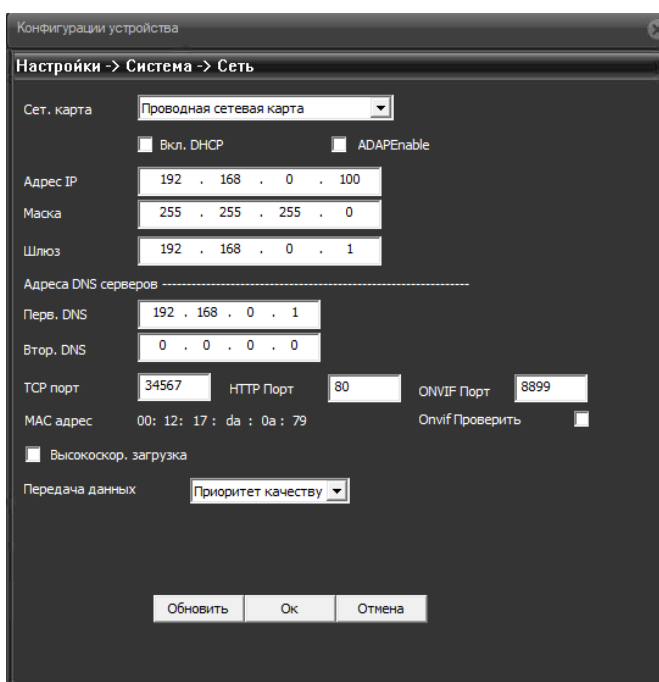 Конфигурации устройства
Настройки -> Система -> Сеть
Сет. карта Проводная сетевая карта
Вкл. DHCP ADAPEnable
Адрес IP 192 . 168 . 0 . 100
Маска 255 . 255 . 255 . 0
Шлюз 192 . 168 . 0 . 1
Адреса DNS серверов ----------------------------------------------------------------
Перв. DNS 192 . 168 . 0 . 1
Втор. DNS 0 . 0 . 0 . 0
TCP порт 34567 HTTP Порт 80 ONVIF Порт 8899
MAC адрес 00: 12: 17 : da : 0a : 79 Onvif Проверить
Высокоскор. загрузка
Передача данных Приоритет качеству
Обновить Ок Отмена